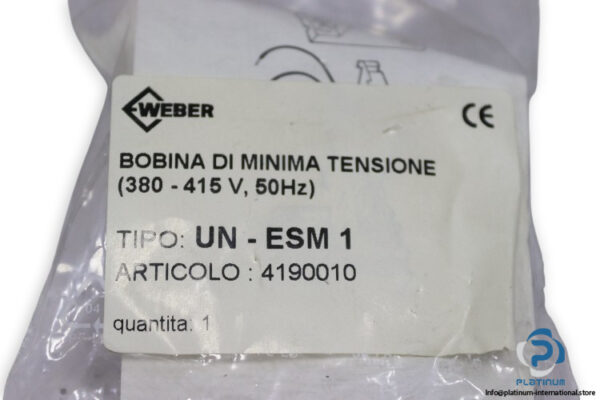 WEBER
CE
BOBINA DI MINIMA TENSIONE
(380 - 415 V, 50Hz)
TIPO: UN - ESM 1
ARTICOLO : 4190010
quantita: 1
PLATINUM
info@platinum-international.store